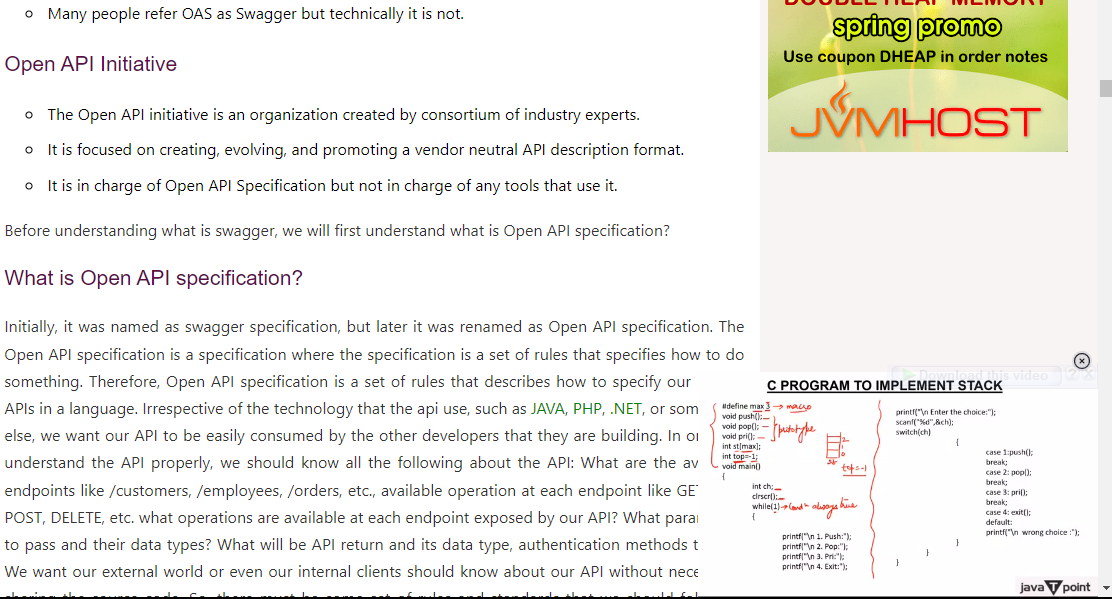 Many people refer OAS as Swagger but technically it is not.
Open API Initiative
The Open API initiative is an organization created by consortium of industry experts.
It is focused on creating, evolving, and promoting a vendor neutral API description format.
It is in charge of Open API Specification but not in charge of any tools that use it.
Before understanding what is swagger, we will first understand what is Open API specification?
What is Open API specification?
Initially, it was named as swagger specification, but later it was renamed as Open API specification. The
Open API specification is a specification where the specification is a set of rules that specifies how to do
something. Therefore, Open API specification is a set of rules that describes how to specify our
APIs in a language. Irrespective of the technology that the api use, such as JAVA, PHP, .NET, or som
else, we want our API to be easily consumed by the other developers that they are building. In or
understand the API properly, we should know all the following about the API: What are the av
endpoints like /customers, /employees, /orders, etc., available operation at each endpoint like GE
POST, DELETE, etc. what operations are available at each endpoint exposed by our API? What para
to pass and their data types? What will be API return and its data type, authentication methods t
We want our external world or even our internal clients should know about our API without nece
DOUBLE HEAP MEMORY
spring promo
Use coupon DHEAP in order notes
JVMHOST
Download this video
C PROGRAM TO IMPLEMENT STACK
#define max 3 → macro
void push();
void pop(); prototype
void pri();
int st[max];
int top=-1;
void main()
{
int ch;
clrscr();
while(1) → cond always true
{
printf("\n 1. Push:");
printf("\n 2. Pop:");
printf("\n 3. Pri:");
printf("\n 4. Exit:");
2
1
0
st
top=-1
printf("\n Enter the choice:");
scanf("%d",&ch);
switch(ch)
{
case 1:push();
break;
case 2: pop();
break;
case 3: pri();
break;
case 4: exit();
default:
printf("\n wrong choice :");
}
}
}
java T point